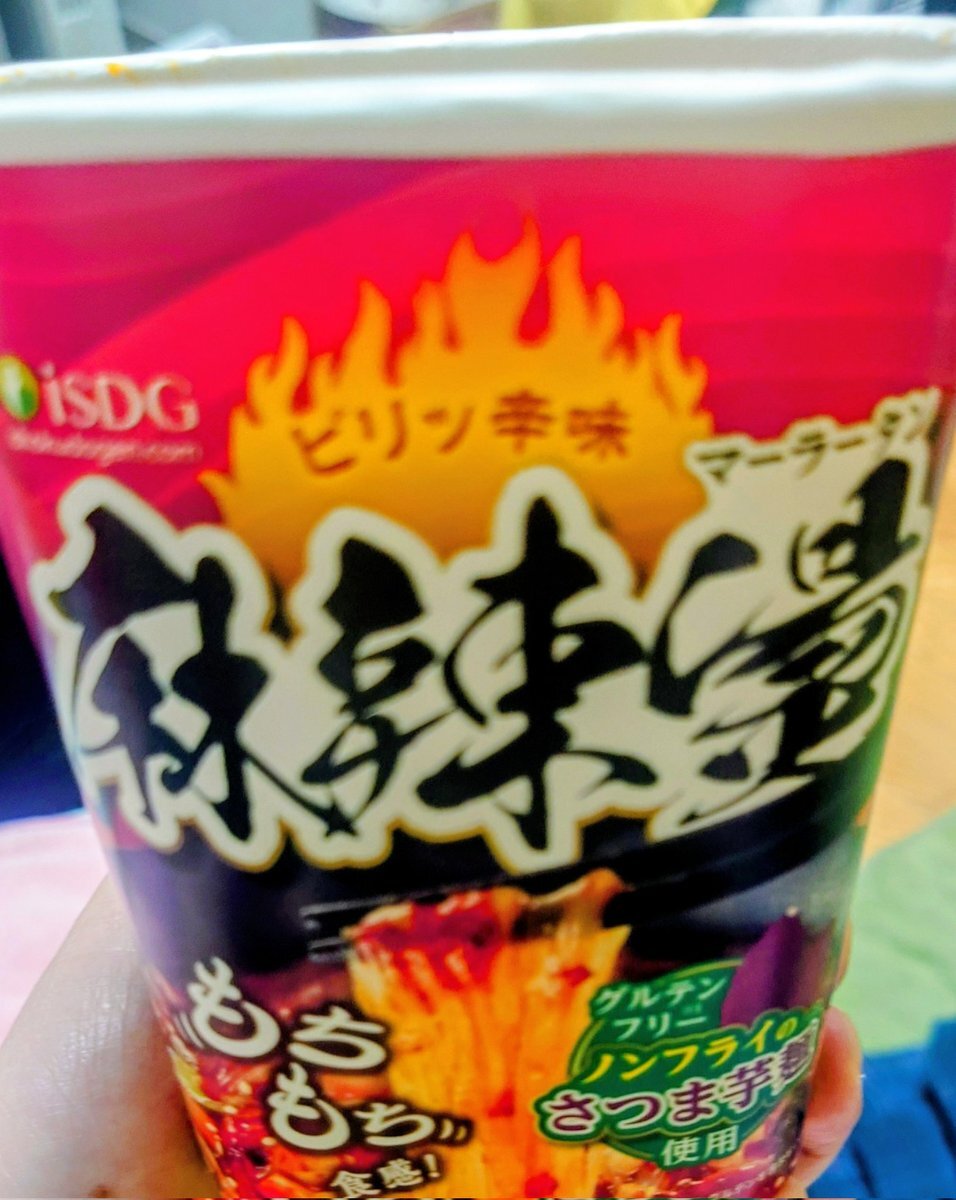 ピリッ辛味
iSDG
マーラータン
麻辣湯
もち
もち
食感!
グルテン
フリー
ノンフライの
さつま芋麺
使用